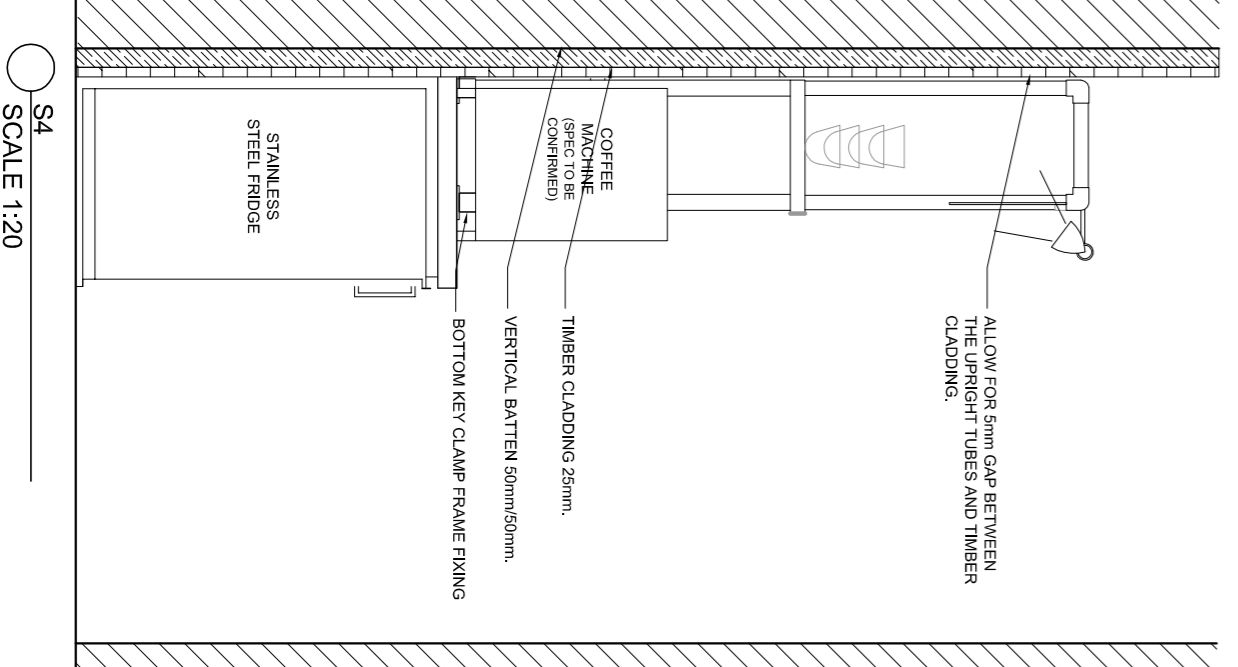 ALLOW FOR 5mm GAP BETWEEN
THE UPRIGHT TUBES AND TIMBER
CLADDING.
COFFEE
MACHINE
(SPEC TO BE
CONFIRMED)
TIMBER CLADDING 25mm.
VERTICAL BATTEN 50mm/50mm.
BOTTOM KEY CLAMP FRAME FIXING
STAINLESS
STEEL FRIDGE
S4
SCALE 1:20